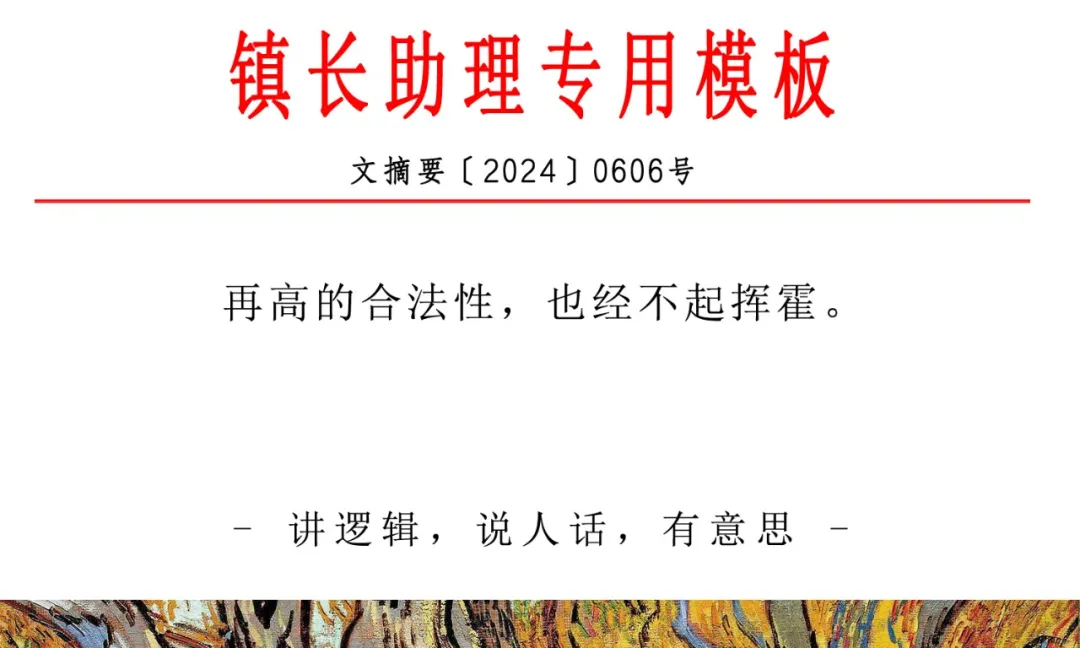 镇长助理专用模板
文摘要〔2024〕0606号
再高的合法性，也经不起挥霍。
- 讲逻辑，说人话，有意思 -